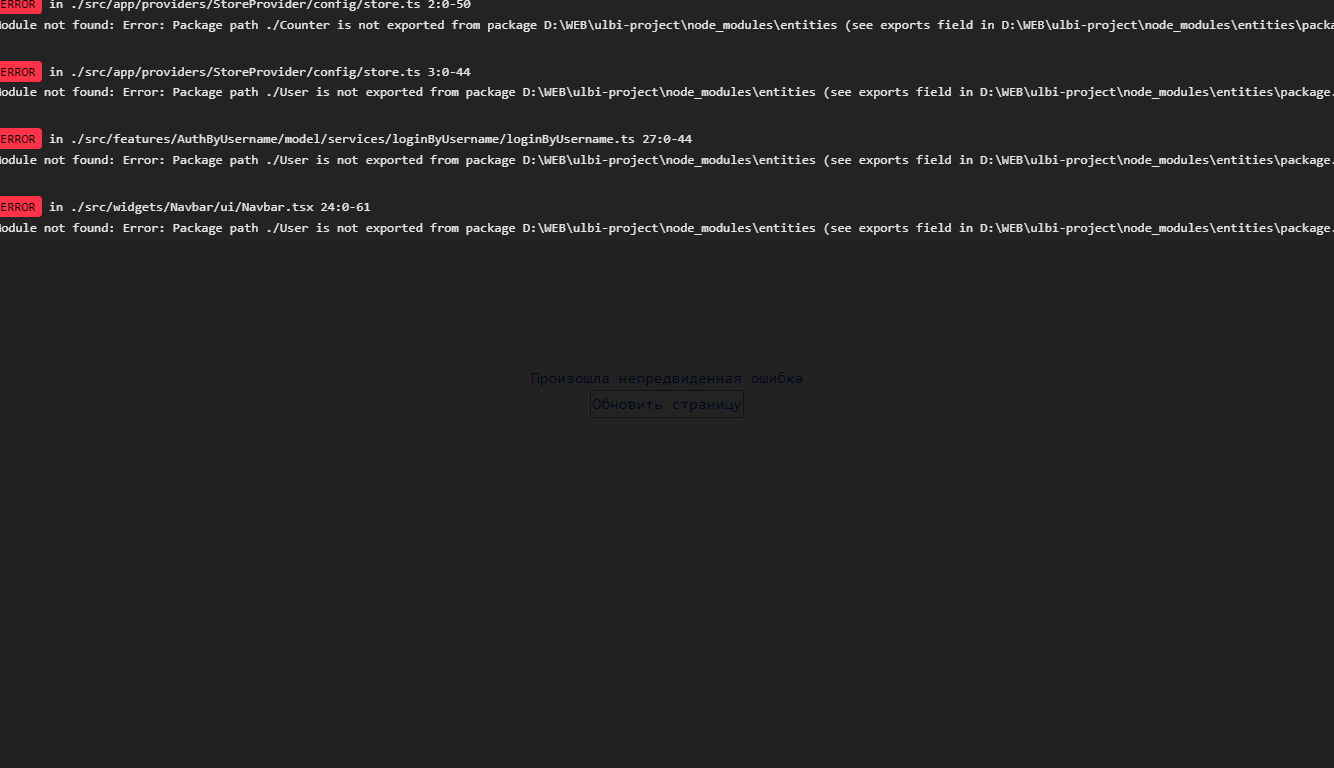 ERROR in ./src/app/providers/StoreProvider/config/store.ts 2:0-50
Module not found: Error: Package path ./Counter is not exported from package D:\WEB\ulbi-project\node_modules\entities (see exports field in D:\WEB\ulbi-project\node_modules\entities\packa
ERROR in ./src/app/providers/StoreProvider/config/store.ts 3:0-44
Module not found: Error: Package path ./User is not exported from package D:\WEB\ulbi-project\node_modules\entities (see exports field in D:\WEB\ulbi-project\node_modules\entities\package.
ERROR in ./src/features/AuthByUsername/model/services/loginByUsername/loginByUsername.ts 27:0-44
Module not found: Error: Package path ./User is not exported from package D:\WEB\ulbi-project\node_modules\entities (see exports field in D:\WEB\ulbi-project\node_modules\entities\package.
ERROR in ./src/widgets/Navbar/ui/Navbar.tsx 24:0-61
Module not found: Error: Package path ./User is not exported from package D:\WEB\ulbi-project\node_modules\entities (see exports field in D:\WEB\ulbi-project\node_modules\entities\package.
Произошла непредвиденная ошибка
Обновить страницу